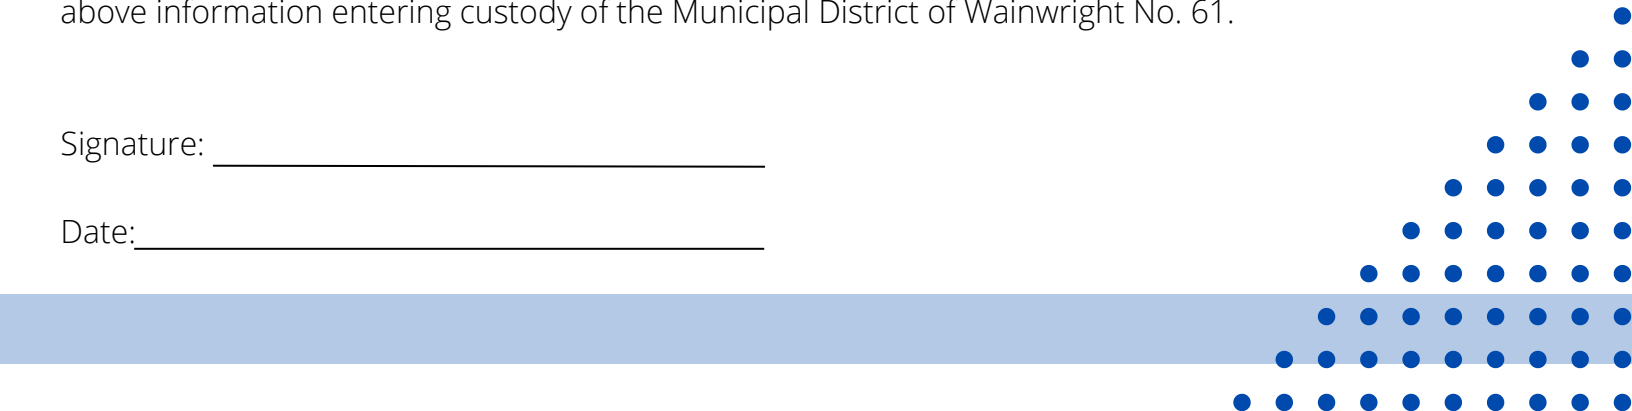 above information entering custody of the Municipal District of Wainwright No. 61.
Signature:
Date: